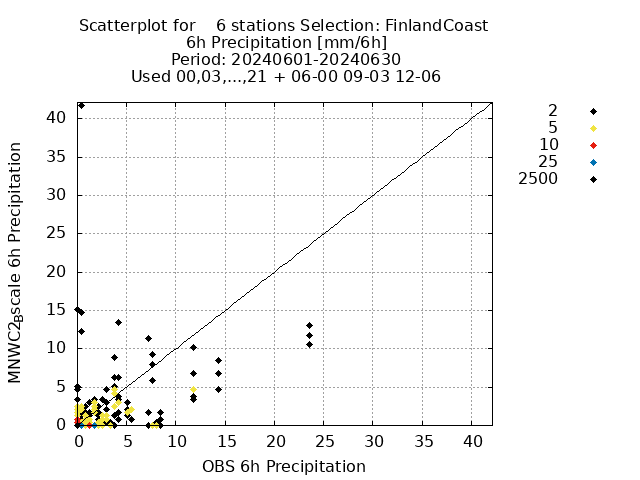 Scatterplot for    6 stations Selection: FinlandCoast
6h Precipitation [mm/6h]
Period: 20240601-20240630
Used 00,03,...,21 + 06-00 09-03 12-06
2
5
10
25
2500
MNWC2_Bscale 6h Precipitation
40
35
30
25
20
15
10
5
0
0 5 10 15 20 25 30 35 40
OBS 6h Precipitation